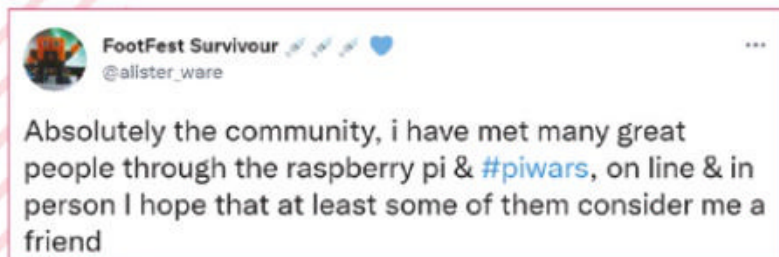 FootFest Survivour 💉 💉 💉 💙
@alister_ware
Absolutely the community, i have met many great
people through the raspberry pi & #piwars, on line & in
person I hope that at least some of them consider me a
friend